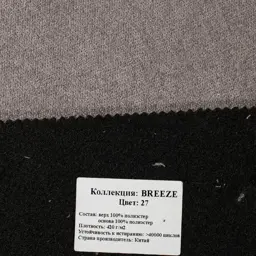 Коллекция: BREEZE
Цвет: 27
Состав: верх 100% полиэстер
основа 100% полиэстер
Плотность: 420 г/м2
Устойчивость к истиранию: >40000 циклов
Страна-производитель: Китай